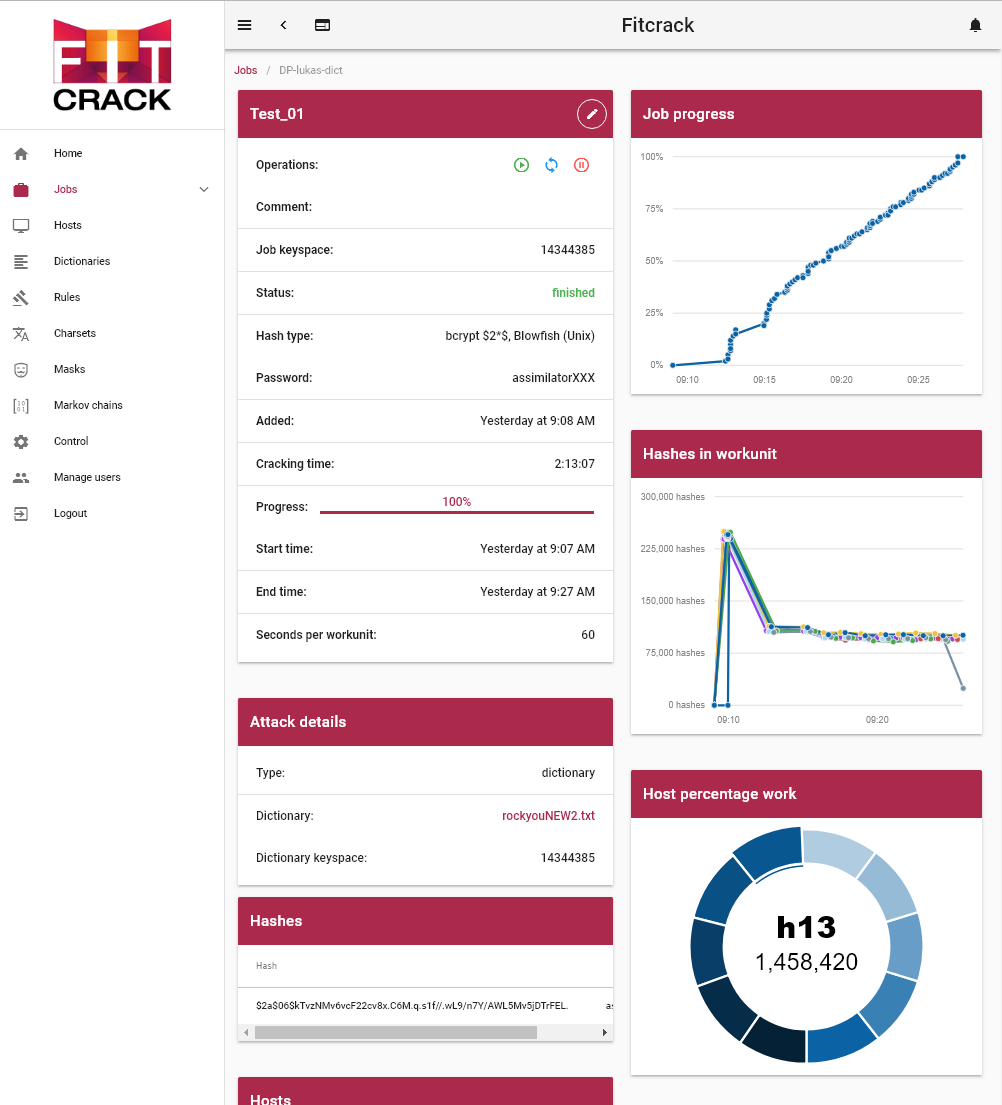 FIT
CRACK
Home
Jobs
Hosts
Dictionaries
Rules
Charsets
Masks
Markov chains
Control
Manage users
Logout
Fitcrack
Jobs / DP-lukas-dict
Test_01
Operations:
Comment:
Job keyspace: 14344385
Status: finished
Hash type: bcrypt $2*$, Blowfish (Unix)
Password: assimilatorXXX
Added: Yesterday at 9:08 AM
Cracking time: 2:13:07
Progress: 100%
Start time: Yesterday at 9:07 AM
End time: Yesterday at 9:27 AM
Seconds per workunit: 60
Attack details
Type: dictionary
Dictionary: rockyouNEW2.txt
Dictionary keyspace: 14344385
Hashes
Hash
$2a$06$kTvzNMv6vcF22cv8x.C6M.q.s1f//.wL9/n7Y/AWL5Mv5jDTrFEL. as
Hosts
Job progress
100%
75%
50%
25%
0%
09:10 09:15 09:20 09:25
Hashes in workunit
300,000 hashes
225,000 hashes
150,000 hashes
75,000 hashes
0 hashes
09:10 09:20
Host percentage work
h13
1,458,420